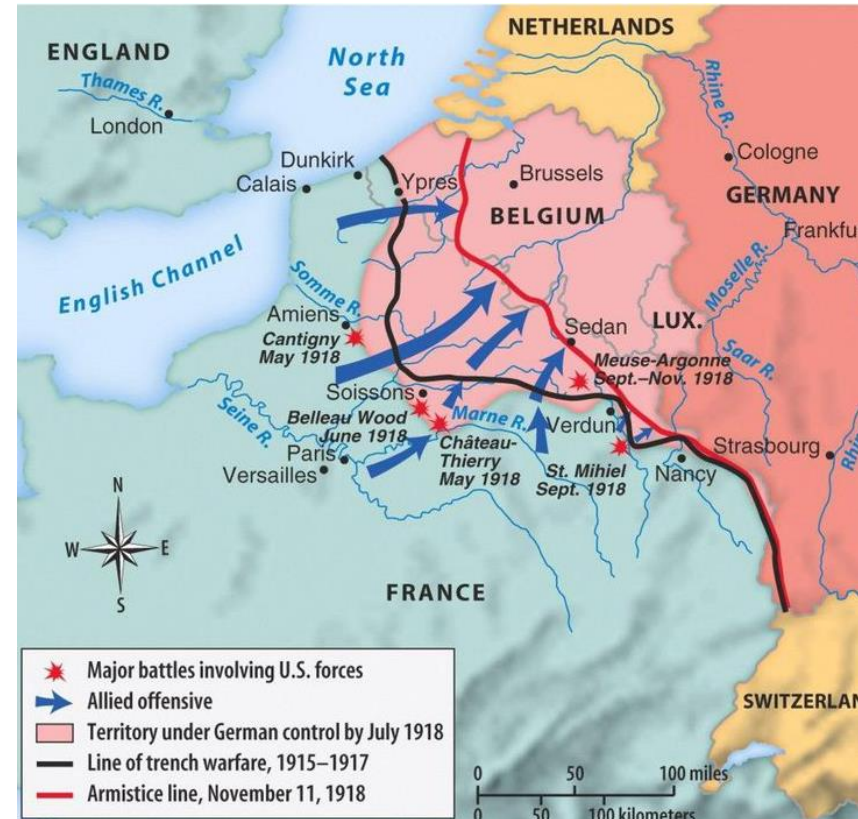 NETHERLANDS
ENGLAND
North
Sea
Thames R.
London
Rhine R.
Dunkirk
Calais
Ypres
Brussels
Cologne
BELGIUM
GERMANY
Frankfu
English Channel
Somme R.
Moselle R.
Amiens
Cantigny
May 1918
Sedan
LUX.
Saar R.
Meuse-Argonne
Sept.–Nov. 1918
Soissons
Belleau Wood
June 1918
Marne R.
Verdun
Seine R.
Paris
Versailles
Château-
Thierry
May 1918
St. Mihiel
Sept. 1918
Nancy
Strasbourg
Rhi
N
W
E
S
FRANCE
SWITZERLAN
Major battles involving U.S. forces
Allied offensive
Territory under German control by July 1918
Line of trench warfare, 1915–1917
Armistice line, November 11, 1918
0 50 100 miles
0 50 100 kilometers